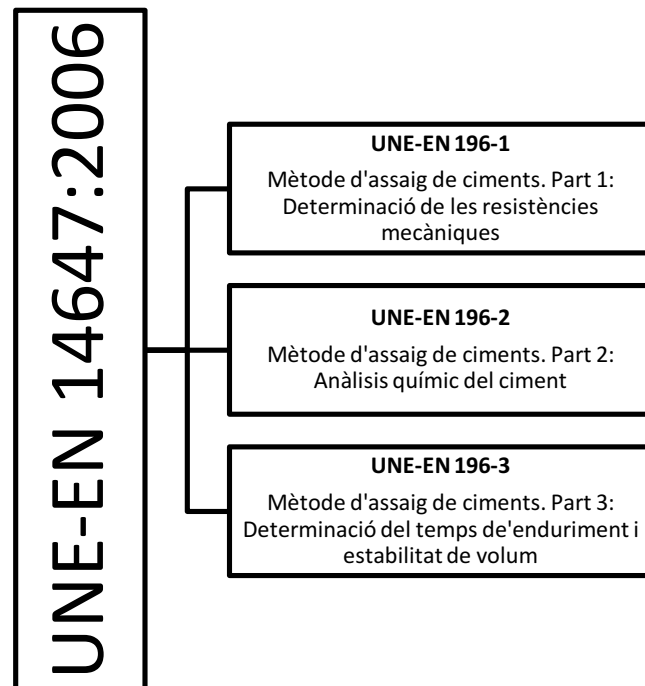 UNE-EN 14647:2006
UNE-EN 196-1
Mètode d'assaig de ciments. Part 1:
Determinació de les resistències
mecàniques
UNE-EN 196-2
Mètode d'assaig de ciments. Part 2:
Anàlisis químic del ciment
UNE-EN 196-3
Mètode d'assaig de ciments. Part 3:
Determinació del temps de'enduriment i
estabilitat de volum